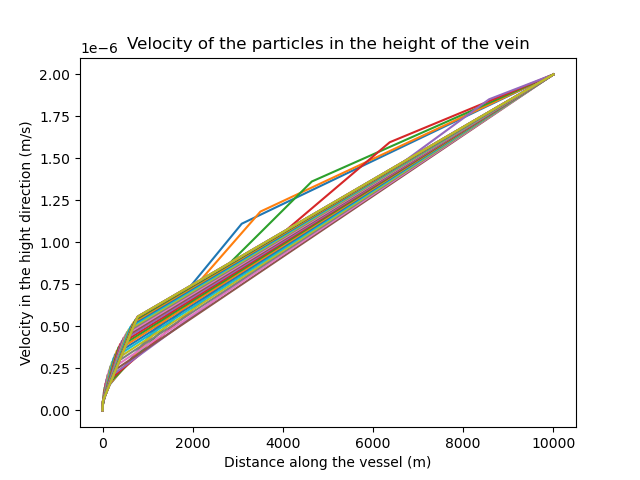 Velocity of the particles in the height of the vein
1e−6
2.00
1.75
1.50
1.25
1.00
0.75
0.50
0.25
0.00
Velocity in the hight direction (m/s)
0 2000 4000 6000 8000 10000
Distance along the vessel (m)